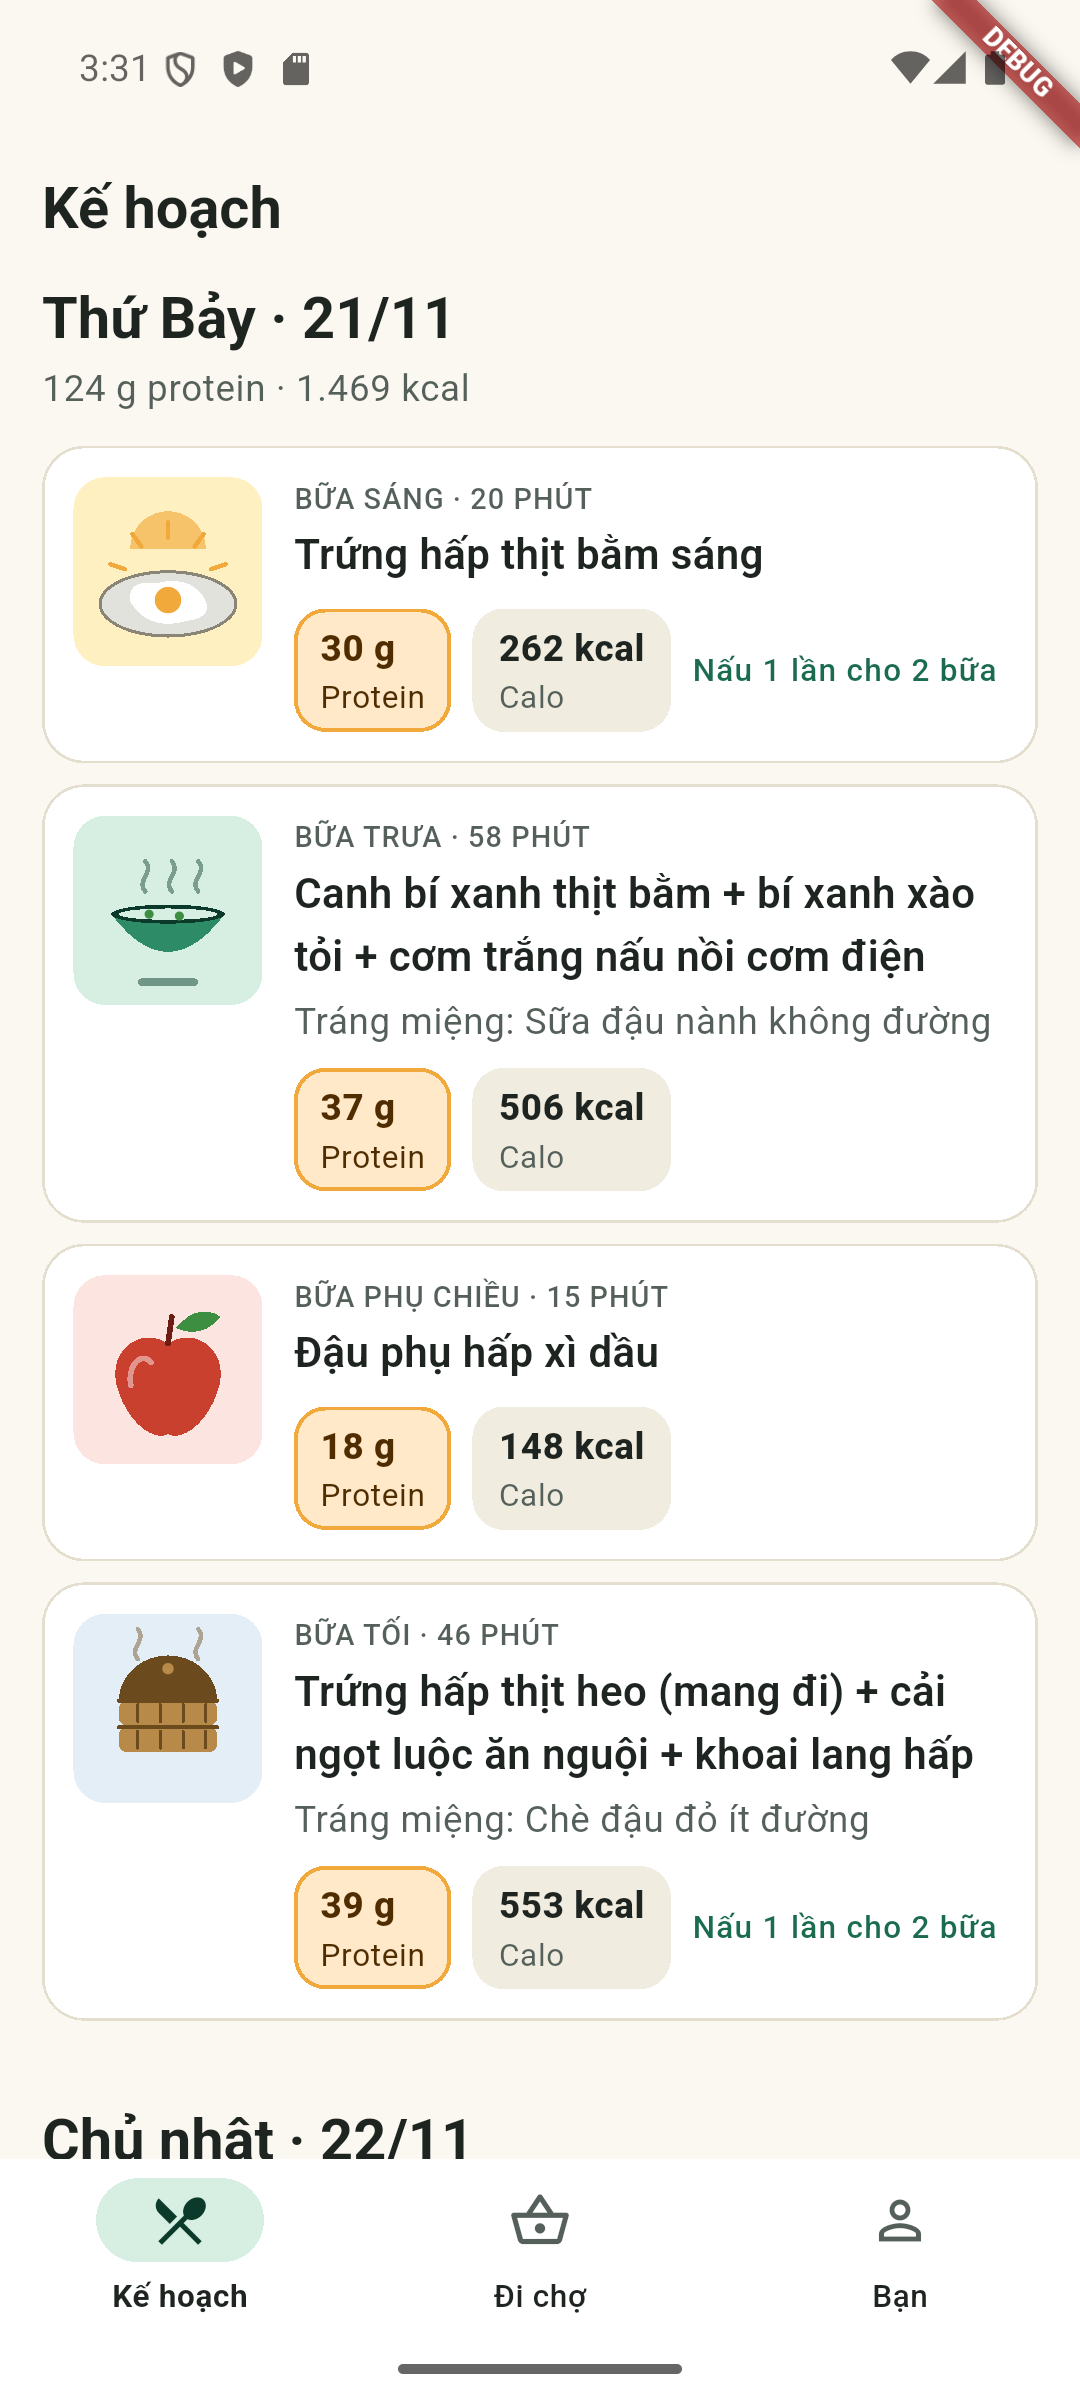 3:31
DEBUG
Kế hoạch
Thứ Bảy · 21/11
124 g protein · 1.469 kcal
BỮA SÁNG · 20 PHÚT
Trứng hấp thịt bằm sáng
30 g
Protein
262 kcal
Calo
Nấu 1 lần cho 2 bữa
BỮA TRƯA · 58 PHÚT
Canh bí xanh thịt bằm + bí xanh xào
tỏi + cơm trắng nấu nồi cơm điện
Tráng miệng: Sữa đậu nành không đường
37 g
Protein
506 kcal
Calo
BỮA PHỤ CHIỀU · 15 PHÚT
Đậu phụ hấp xì dầu
18 g
Protein
148 kcal
Calo
BỮA TỐI · 46 PHÚT
Trứng hấp thịt heo (mang đi) + cải
ngọt luộc ăn nguội + khoai lang hấp
Tráng miệng: Chè đậu đỏ ít đường
39 g
Protein
553 kcal
Calo
Nấu 1 lần cho 2 bữa
Chủ nhật · 22/11
Kế hoạch
Đi chợ
Bạn